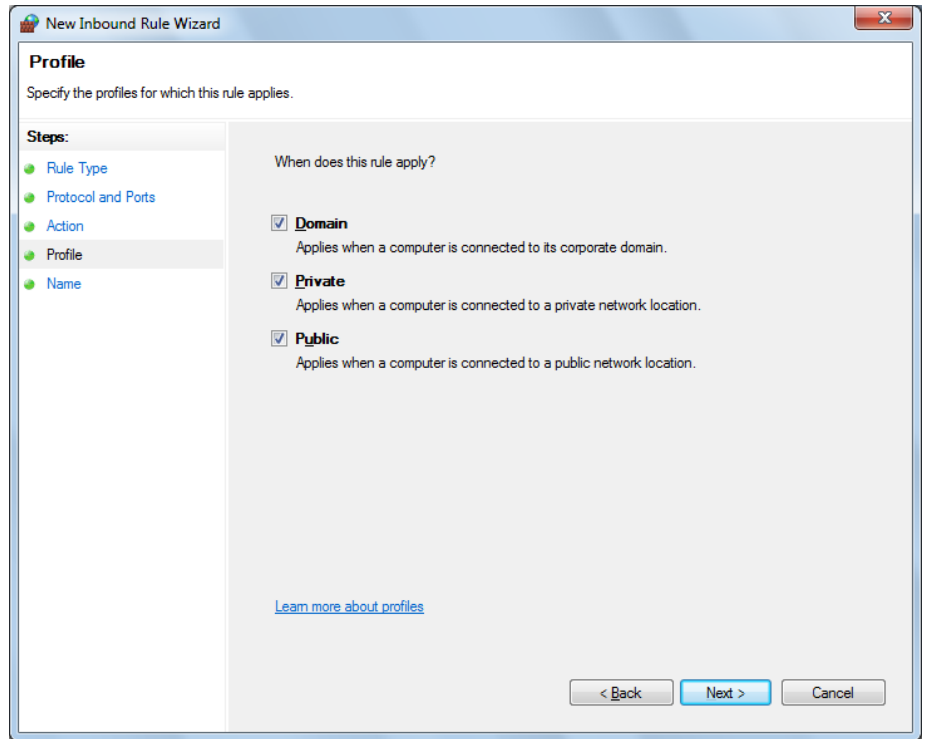 New Inbound Rule Wizard
Profile
Specify the profiles for which this rule applies.
Steps:
Rule Type
Protocol and Ports
Action
Profile
Name
When does this rule apply?
Domain
Applies when a computer is connected to its corporate domain.
Private
Applies when a computer is connected to a private network location.
Public
Applies when a computer is connected to a public network location.
Learn more about profiles
< Back
Next >
Cancel